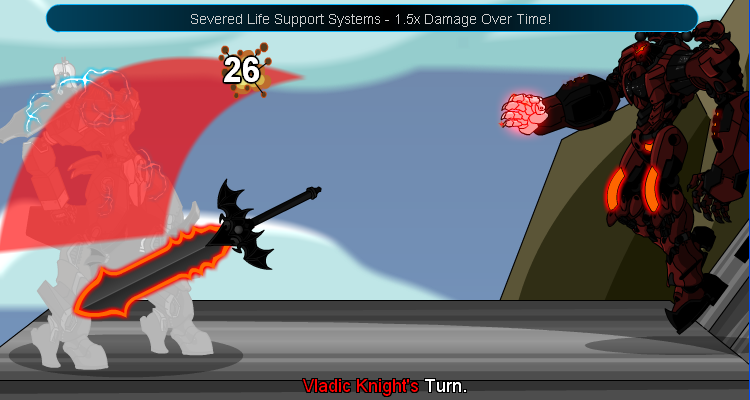 Severed Life Support Systems - 1.5x Damage Over Time!
26
Vladic Knight's Turn.